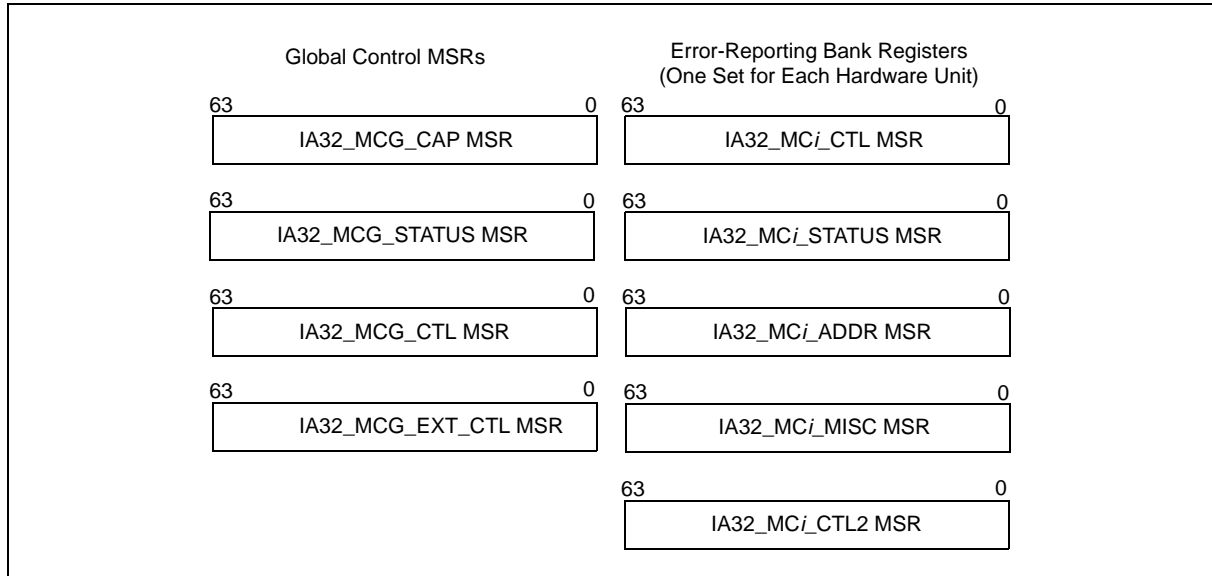 Global Control MSRs
Error-Reporting Bank Registers
(One Set for Each Hardware Unit)
63 0 63 0
IA32_MCG_CAP MSR IA32_MCi_CTL MSR
63 0 63 0
IA32_MCG_STATUS MSR IA32_MCi_STATUS MSR
63 0 63 0
IA32_MCG_CTL MSR IA32_MCi_ADDR MSR
63 0 63 0
IA32_MCG_EXT_CTL MSR IA32_MCi_MISC MSR
63 0
IA32_MCi_CTL2 MSR